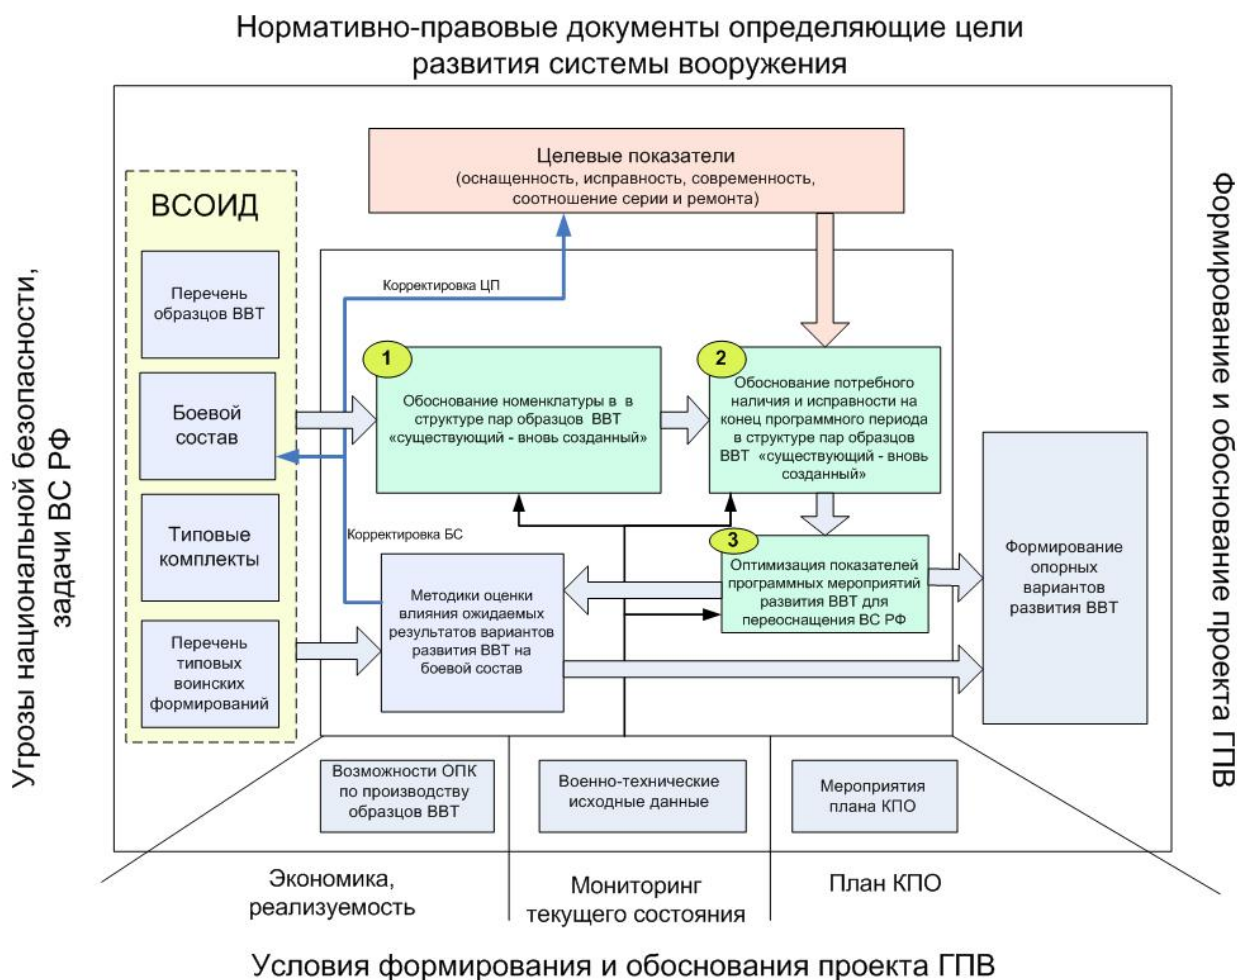 Нормативно-правовые документы определяющие цели
развития системы вооружения
Угрозы национальной безопасности,
задачи ВС РФ
ВСОИД
Перечень
образцов ВВТ
Боевой
состав
Типовые
комплекты
Перечень
типовых
воинских
формирований
Целевые показатели
(оснащенность, исправность, современность,
соотношение серии и ремонта)
Корректировка ЦП
1
Обоснование номенклатуры в в
структуре пар образцов ВВТ
«существующий - вновь созданный»
2
Обоснование потребного
наличия и исправности на
конец программного периода
в структуре пар образцов
ВВТ «существующий - вновь
созданный»
Корректировка БС
Методики оценки
влияния ожидаемых
результатов вариантов
развития ВВТ на
боевой состав
3
Оптимизация показателей
программных мероприятий
развития ВВТ для
переоснащения ВС РФ
Формирование
опорных
вариантов
развития ВВТ
Формирование и обоснование проекта ГПВ
Возможности ОПК
по производству
образцов ВВТ
Военно-технические
исходные данные
Мероприятия
плана КПО
Экономика,
реализуемость
Мониторинг
текущего состояния
План КПО
Условия формирования и обоснования проекта ГПВ